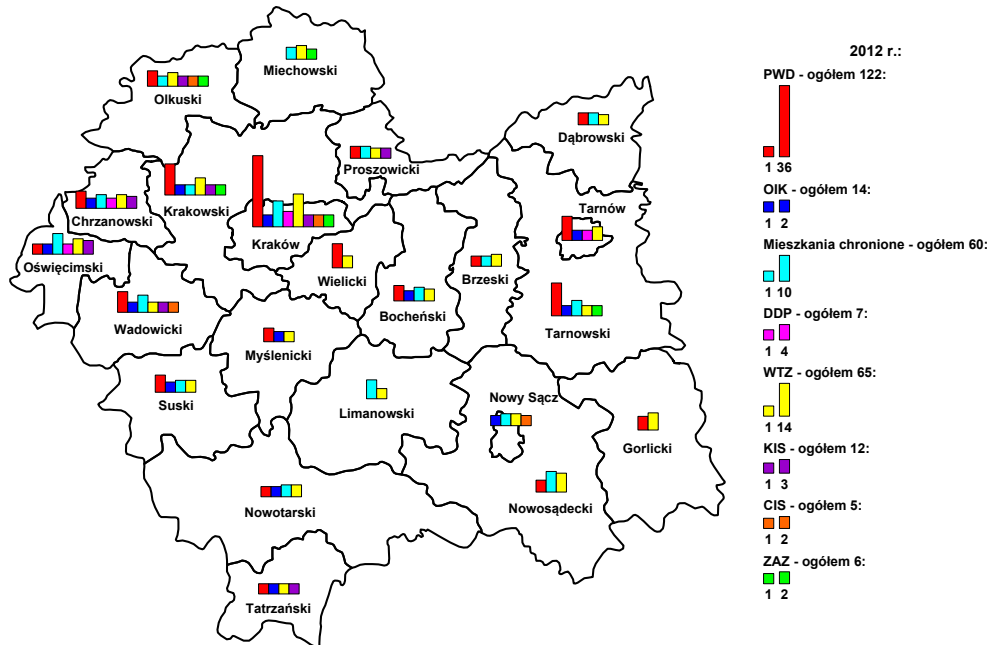 2012 r.:
PWD - ogółem 122:
1 36
OIK - ogółem 14:
1 2
Mieszkania chronione - ogółem 60:
1 10
DDP - ogółem 7:
1 4
WTZ - ogółem 65:
1 14
KIS - ogółem 12:
1 3
CIS - ogółem 5:
1 2
ZAZ - ogółem 6:
1 2
Miechowski
Olkuski
Dąbrowski
Proszowicki
Krakowski
Chrzanowski
Tarnów
Kraków
Oświęcimski
Wielicki
Brzeski
Bocheński
Tarnowski
Wadowicki
Myślenicki
Suski
Limanowski
Nowy Sącz
Gorlicki
Nowotarski
Nowosądecki
Tatrzański